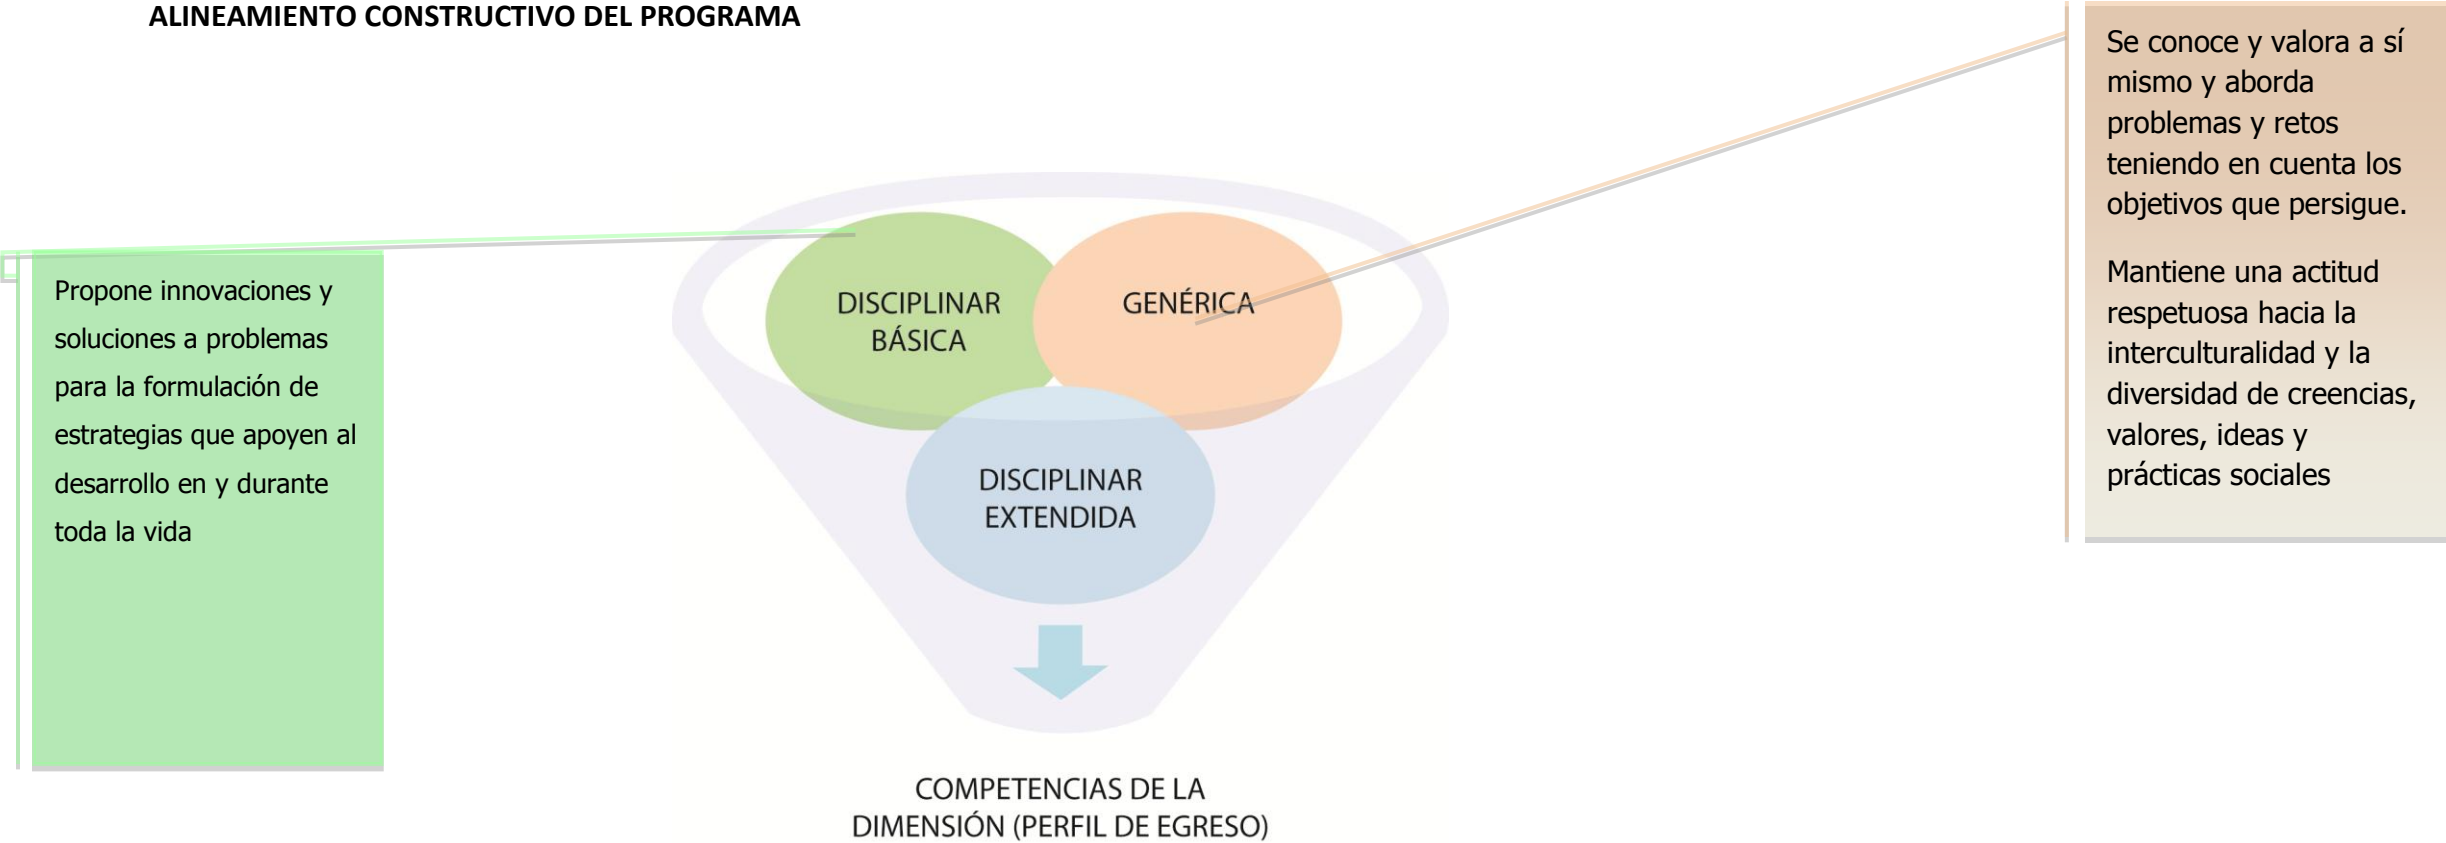 ALINEAMIENTO CONSTRUCTIVO DEL PROGRAMA
Propone innovaciones y
soluciones a problemas
para la formulación de
estrategias que apoyen al
desarrollo en y durante
toda la vida
DISCIPLINAR
BÁSICA
GENÉRICA
DISCIPLINAR
EXTENDIDA
COMPETENCIAS DE LA
DIMENSIÓN (PERFIL DE EGRESO)
Se conoce y valora a sí
mismo y aborda
problemas y retos
teniendo en cuenta los
objetivos que persigue.
Mantiene una actitud
respetuosa hacia la
interculturalidad y la
diversidad de creencias,
valores, ideas y
prácticas sociales